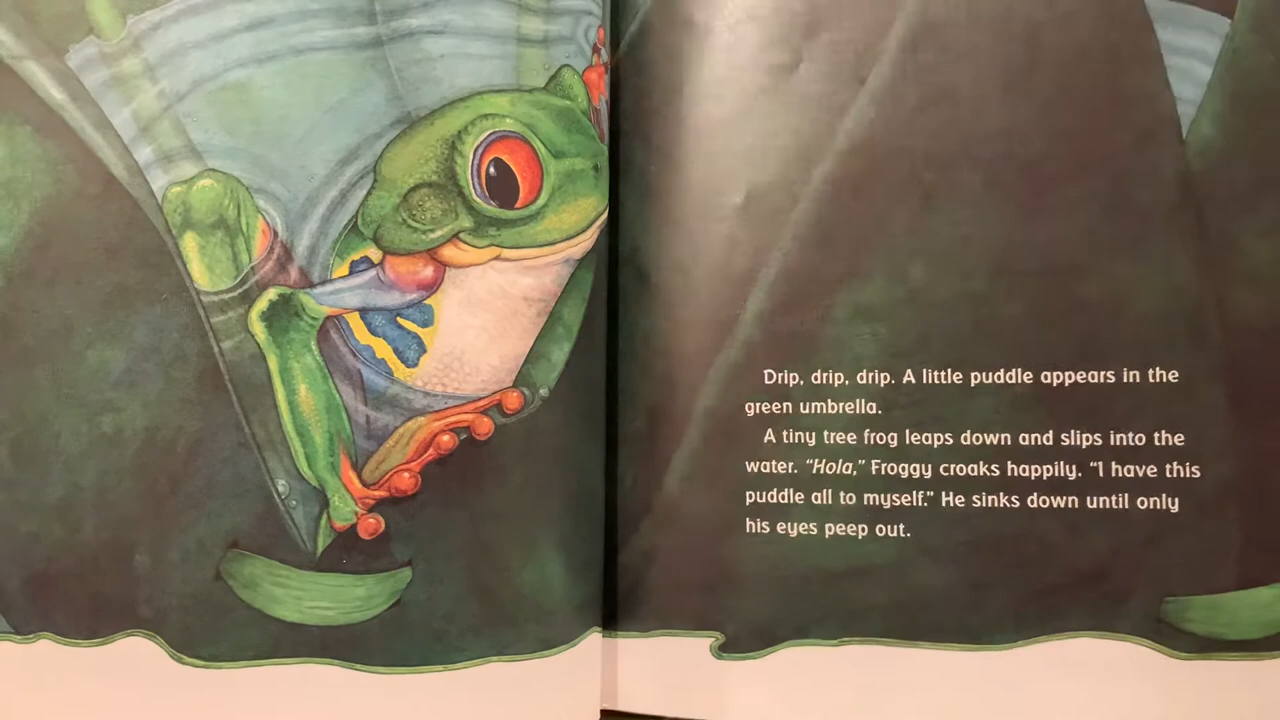 Drip, drip, drip. A little puddle appears in the
green umbrella.
A tiny tree frog leaps down and slips into the
water. “Hola,” Froggy croaks happily. “I have this
puddle all to myself.” He sinks down until only
his eyes peep out.